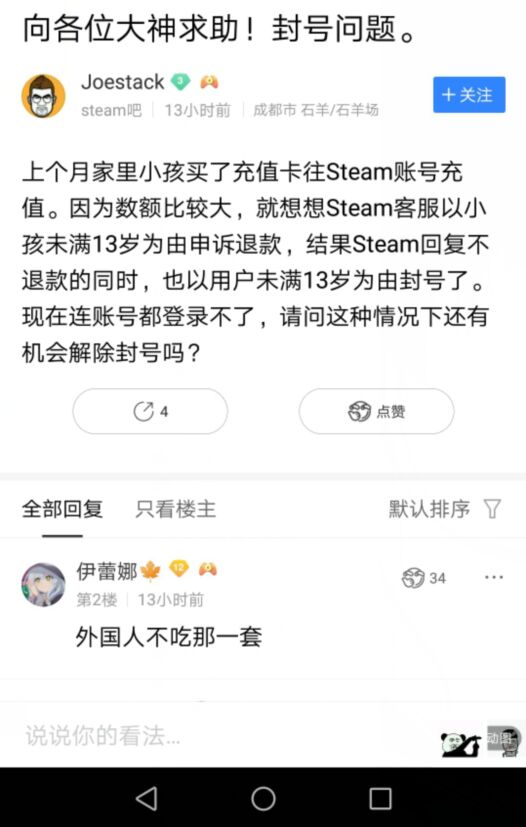 向各位大神求助！封号问题。
Joestack 3
steam吧 13小时前 成都市 石羊/石羊场
+ 关注
上个月家里小孩买了充值卡往Steam账号充
值。因为数额比较大，就想想Steam客服以小
孩未满13岁为由申诉退款，结果Steam回复不
退款的同时，也以用户未满13岁为由封号了。
现在连账号都登录不了，请问这种情况下还有
机会解除封号吗？
4
点赞
全部回复 只看楼主 默认排序
伊蕾娜 12
34
第2楼 13小时前
外国人不吃那一套
说说你的看法...
动图